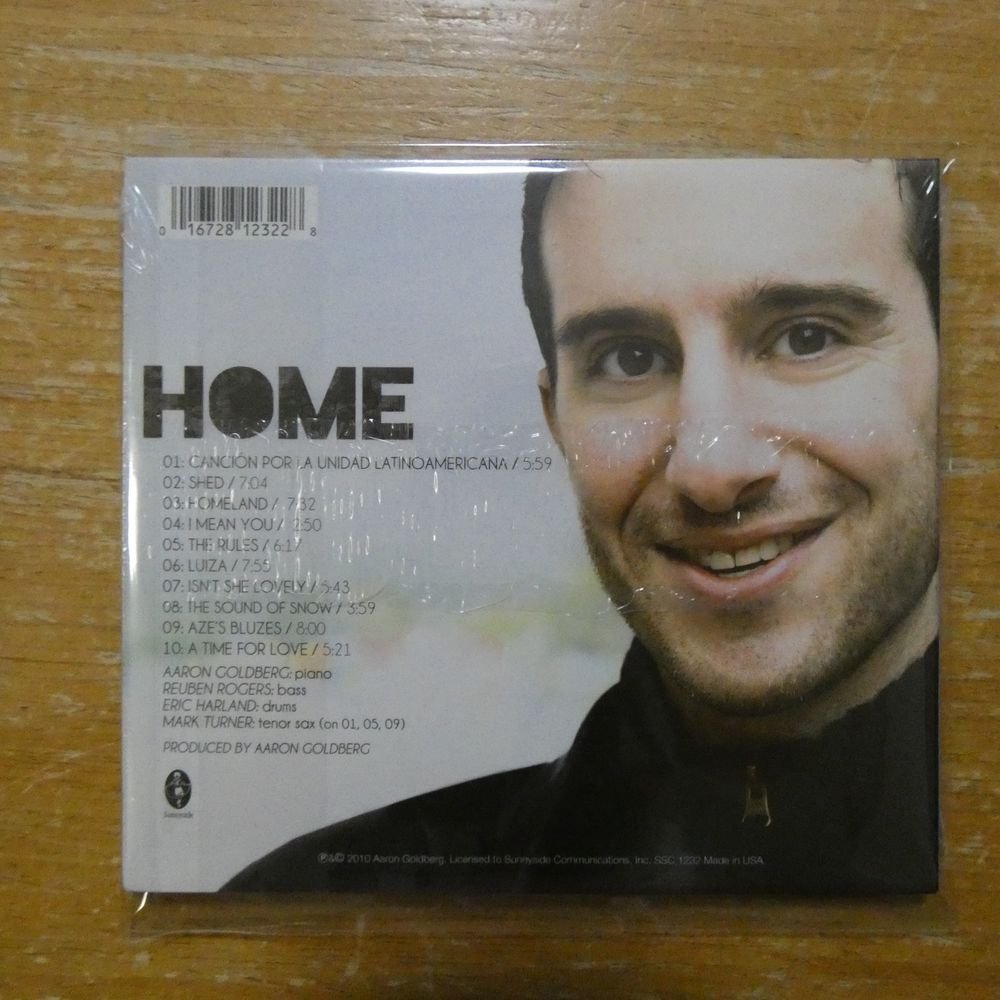 0 16728 12322 8
HOME
01: CANCIÓN POR LA UNIDAD LATINOAMERICANA / 5:59
02: SHED / 7:04
03: HOMELAND / 7:32
04: I MEAN YOU / 2:50
05: THE RULES / 6:17
06: LUIZA / 7:55
07: ISN'T SHE LOVELY / 5:43
08: THE SOUND OF SNOW / 3:59
09: AZE'S BLUZES / 8:00
10: A TIME FOR LOVE / 5:21
AARON GOLDBERG: piano
REUBEN ROGERS: bass
ERIC HARLAND: drums
MARK TURNER: tenor sax (on 01, 05, 09)
PRODUCED BY AARON GOLDBERG
Sunnyside
℗&© 2010 Aaron Goldberg. Licensed to Sunnyside Communications, Inc. SSC 1232 Made in USA